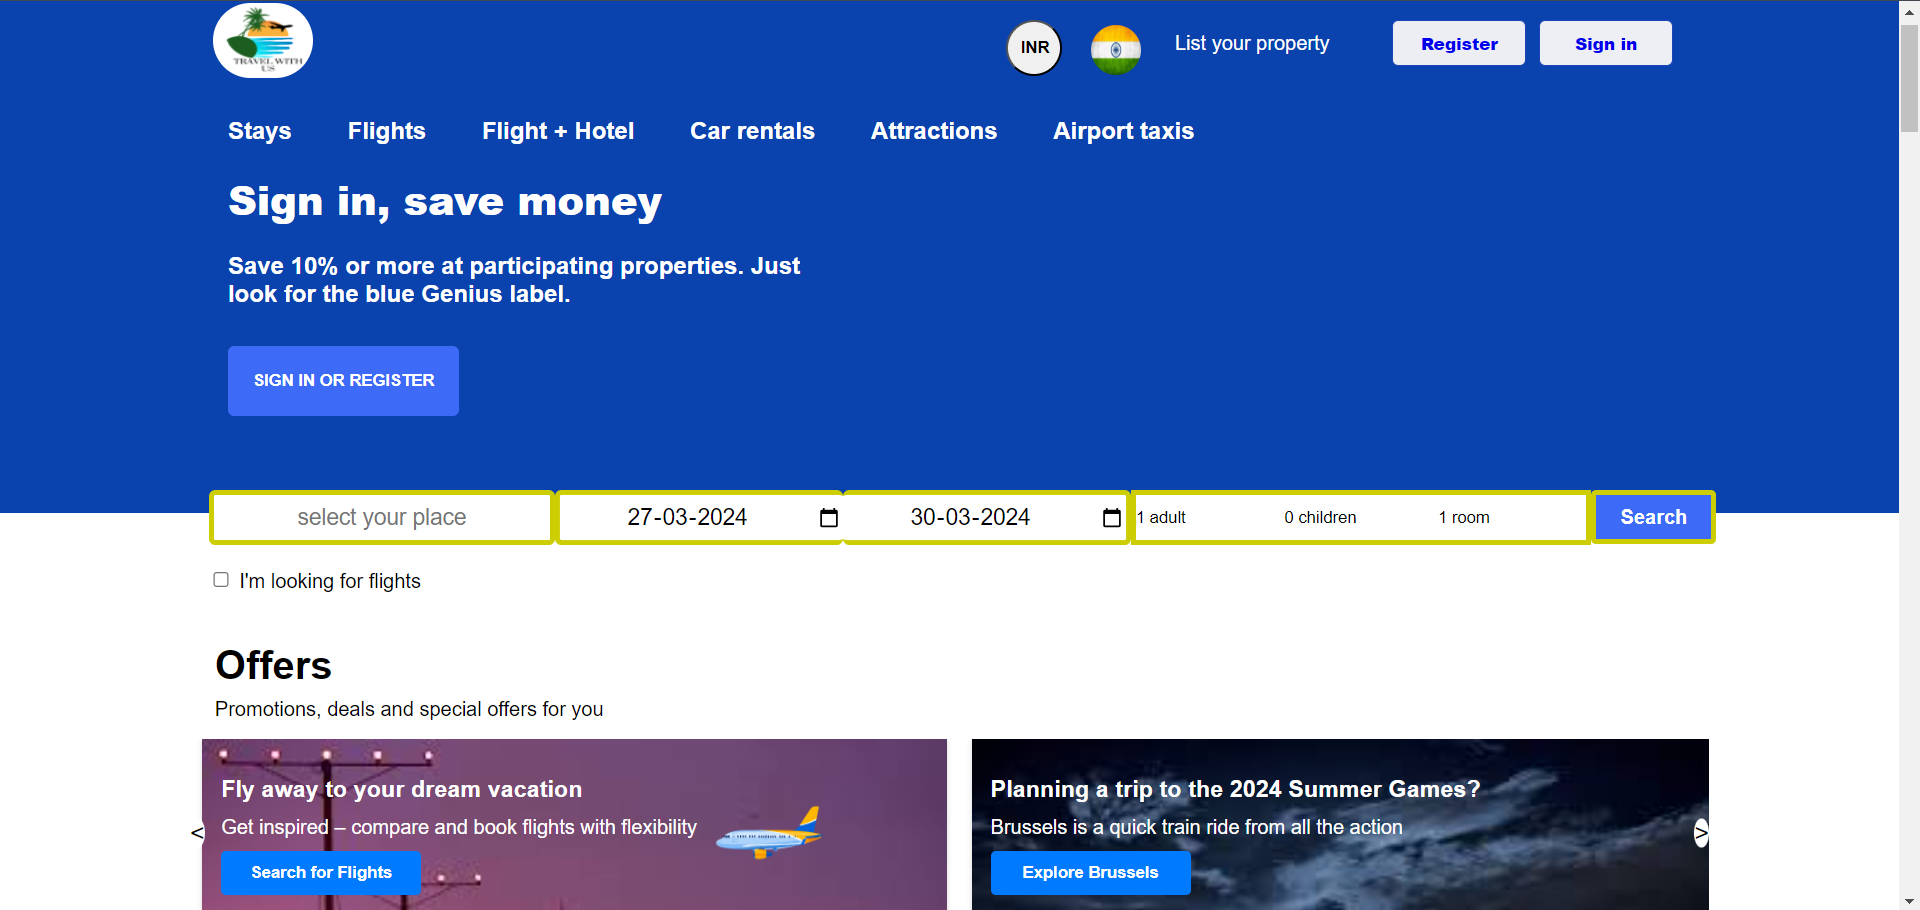 TRAVEL WITH
US
INR
List your property
Register
Sign in
Stays
Flights
Flight + Hotel
Car rentals
Attractions
Airport taxis
Sign in, save money
Save 10% or more at participating properties. Just
look for the blue Genius label.
SIGN IN OR REGISTER
select your place
27-03-2024
30-03-2024
1 adult
0 children
1 room
Search
I'm looking for flights
Offers
Promotions, deals and special offers for you
Fly away to your dream vacation
Get inspired – compare and book flights with flexibility
Search for Flights
Planning a trip to the 2024 Summer Games?
Brussels is a quick train ride from all the action
Explore Brussels
<
>